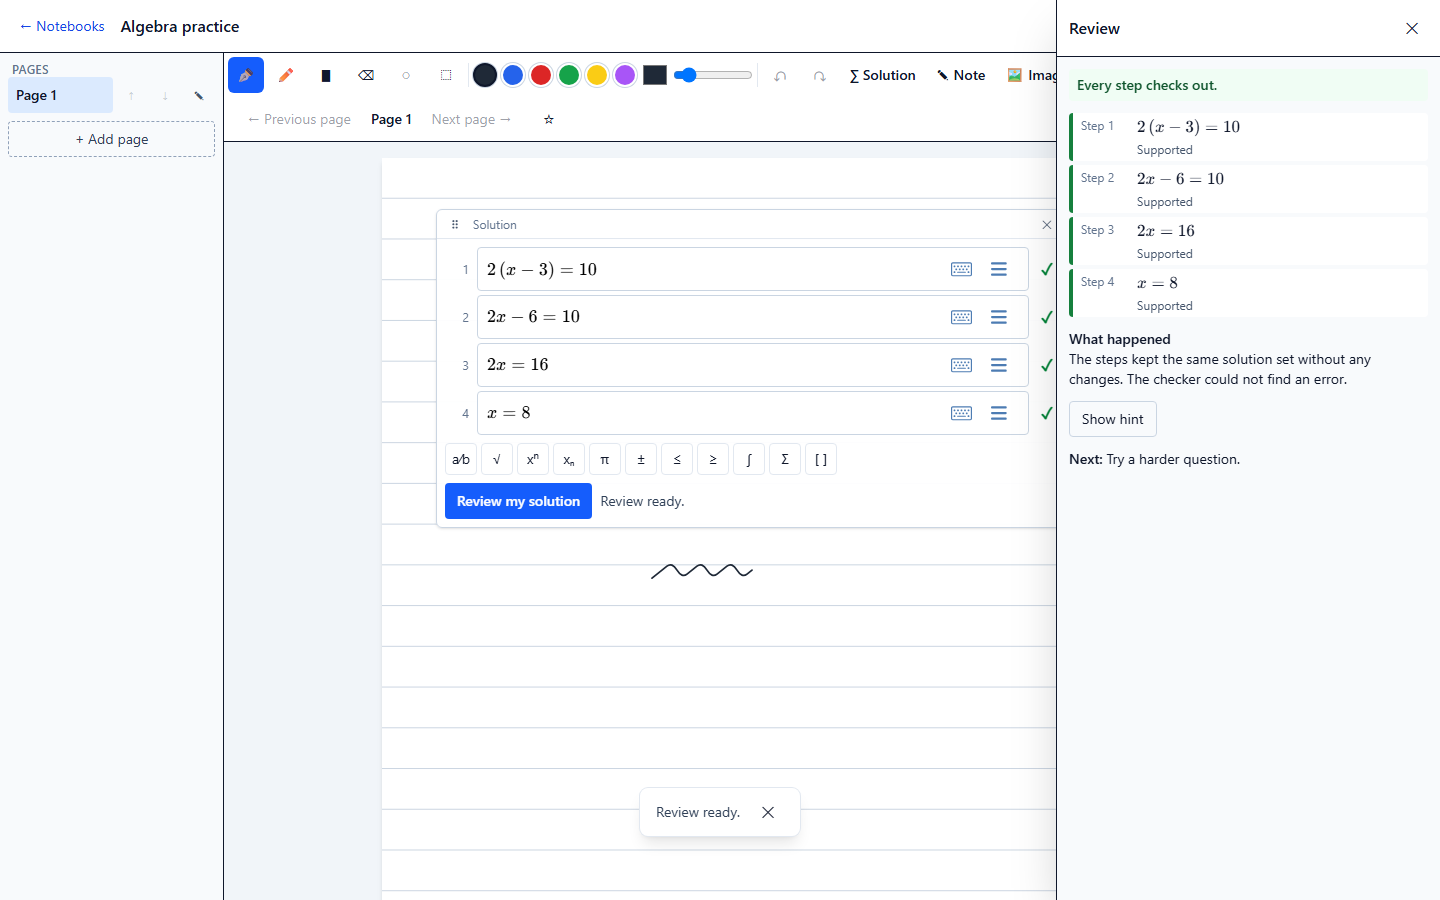 ← Notebooks
Algebra practice
PAGES
Page 1
↑ ↓
+ Add page
∑ Solution
Note
Imag
← Previous page
Page 1
Next page →
☆
Solution
1 2(x − 3) = 10 ✓
2 2x − 6 = 10 ✓
3 2x = 16 ✓
4 x = 8 ✓
a/b √ xⁿ xₙ π ± ≤ ≥ ∫ Σ [ ]
Review my solution
Review ready.
Review ready.
Review
Every step checks out.
Step 1 2(x − 3) = 10
Supported
Step 2 2x − 6 = 10
Supported
Step 3 2x = 16
Supported
Step 4 x = 8
Supported
What happened
The steps kept the same solution set without any
changes. The checker could not find an error.
Show hint
Next: Try a harder question.